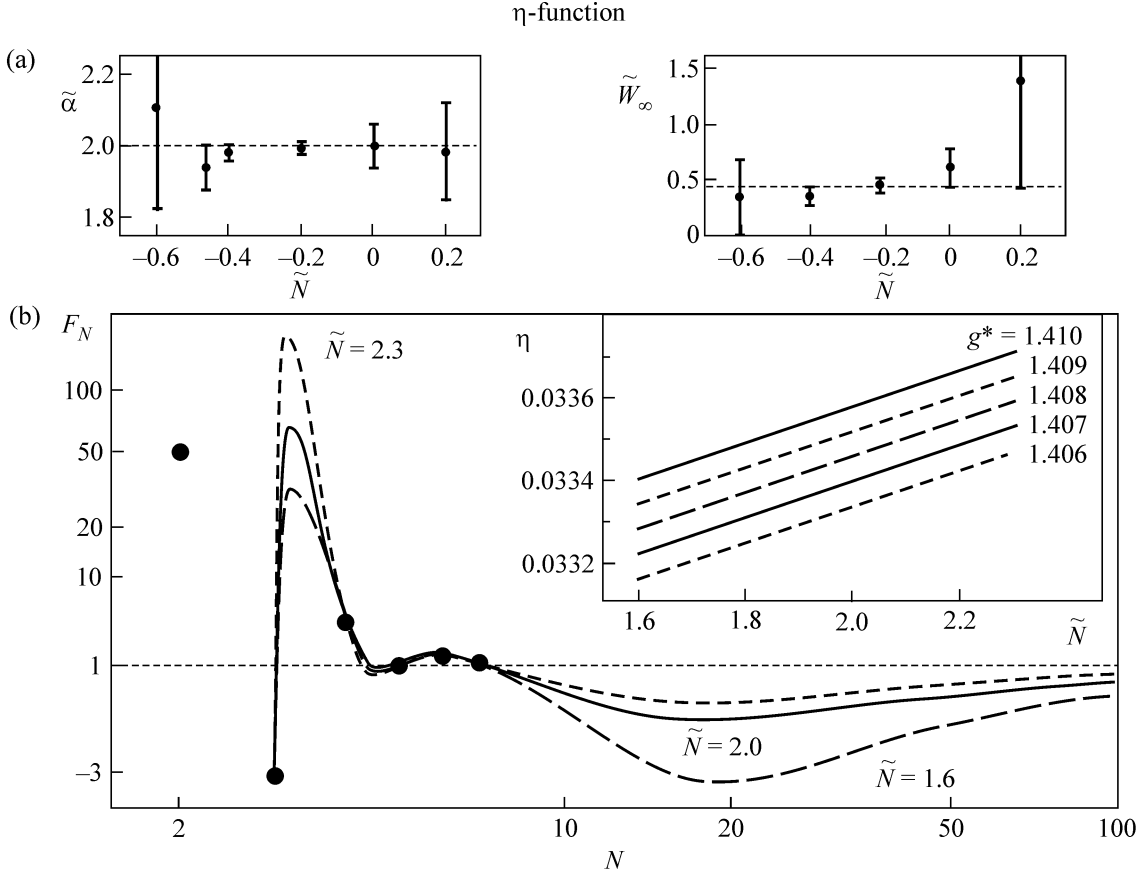 η-function
(a)
α̃
2.2
2.0
1.8
−0.6 −0.4 −0.2 0 0.2
Ñ
W̃∞
1.5
1.0
0.5
0
−0.6 −0.4 −0.2 0 0.2
Ñ
(b)
F_N
100
50
20
10
1
−3
Ñ = 2.3
Ñ = 2.0
Ñ = 1.6
2 10 20 50 100
N
η
0.0336
0.0334
0.0332
g* = 1.410
1.409
1.408
1.407
1.406
1.6 1.8 2.0 2.2
Ñ